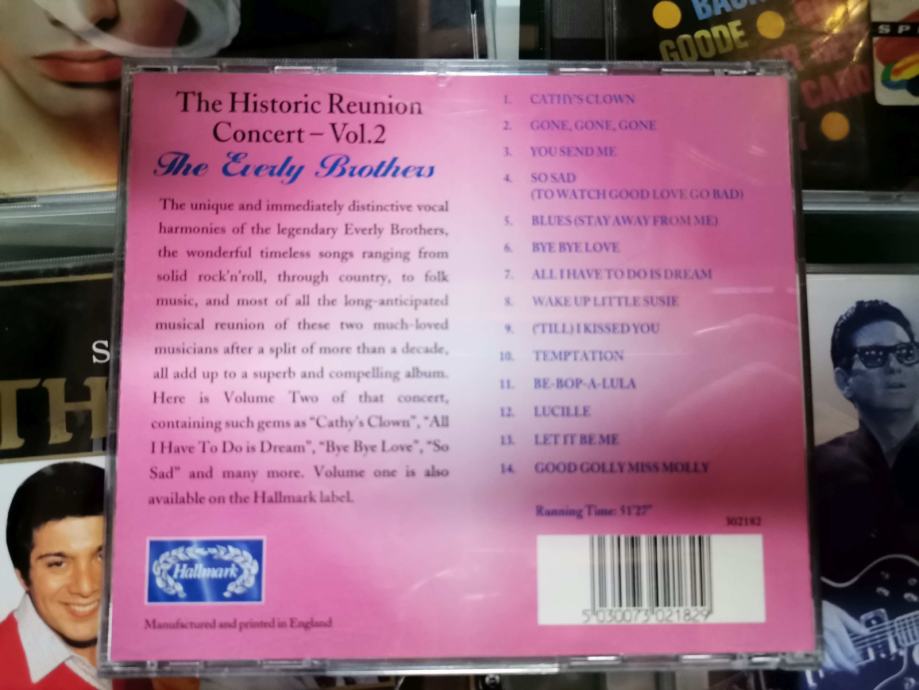 BACK
GOODE
CARO
SP
S
TH
The Historic Reunion
Concert – Vol.2
The Everly Brothers
The unique and immediately distinctive vocal
harmonies of the legendary Everly Brothers,
the wonderful timeless songs ranging from
solid rock'n'roll, through country, to folk
music, and most of all the long-anticipated
musical reunion of these two much-loved
musicians after a split of more than a decade,
all add up to a superb and compelling album.
Here is Volume Two of that concert,
containing such gems as "Cathy's Clown", "All
I Have To Do is Dream", "Bye Bye Love", "So
Sad" and many more. Volume one is also
available on the Hallmark label.
Hallmark
Manufactured and printed in England
1. CATHY'S CLOWN
2. GONE, GONE, GONE
3. YOU SEND ME
4. SO SAD
(TO WATCH GOOD LOVE GO BAD)
5. BLUES (STAY AWAY FROM ME)
6. BYE BYE LOVE
7. ALL I HAVE TO DO IS DREAM
8. WAKE UP LITTLE SUSIE
9. ('TILL) I KISSED YOU
10. TEMPTATION
11. BE-BOP-A-LULA
12. LUCILLE
13. LET IT BE ME
14. GOOD GOLLY MISS MOLLY
Running Time: 51'27"
302182
5 030073 021829